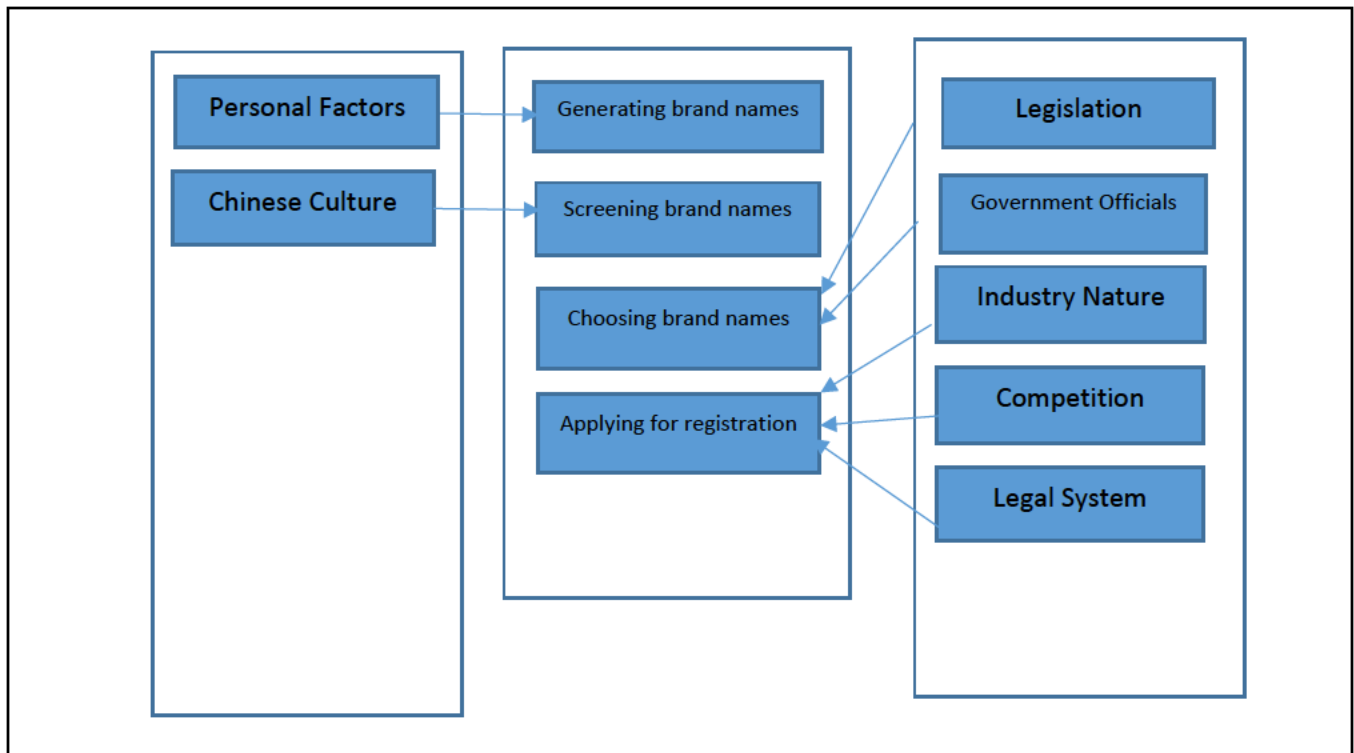 Personal Factors
Chinese Culture
Generating brand names
Screening brand names
Choosing brand names
Applying for registration
Legislation
Government Officials
Industry Nature
Competition
Legal System